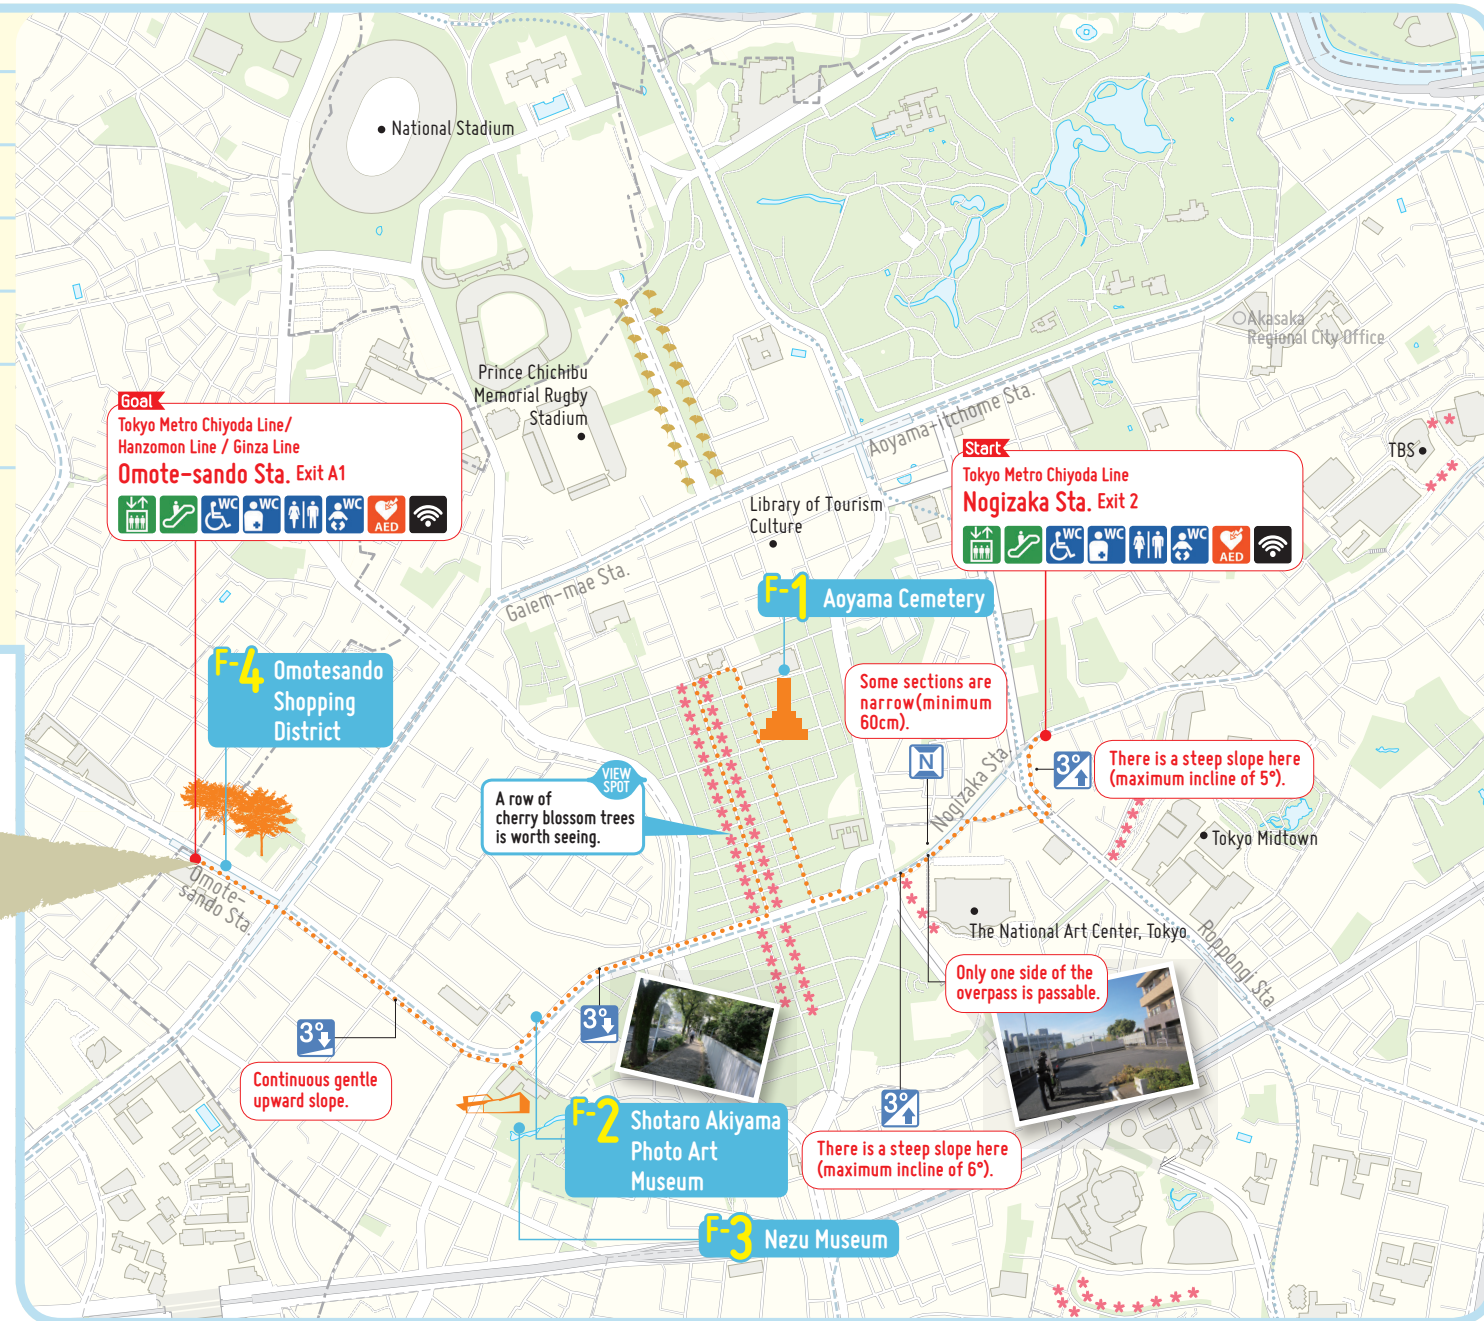 National Stadium
Akasaka
Regional City Office
Prince Chichibu
Memorial Rugby
Stadium
Goal
Tokyo Metro Chiyoda Line/
Hanzomon Line / Ginza Line
Omote-sando Sta. Exit A1
WC
WC
WC
AED
Aoyama-itchome Sta.
TBS
Start
Tokyo Metro Chiyoda Line
Nogizaka Sta. Exit 2
WC
WC
WC
AED
Library of Tourism
Culture
Gaiem-mae Sta.
F-1 Aoyama Cemetery
F-4 Omotesando
Shopping
District
Some sections are
narrow(minimum
60cm).
N
Nogizaka Sta.
3°
There is a steep slope here
(maximum incline of 5°).
VIEW
SPOT
A row of
cherry blossom trees
is worth seeing.
Tokyo Midtown
Omote-
sando Sta.
The National Art Center, Tokyo
Roppongi Sta.
Only one side of the
overpass is passable.
3°
3°
Continuous gentle
upward slope.
3°
F-2 Shotaro Akiyama
Photo Art
Museum
There is a steep slope here
(maximum incline of 6°).
F-3 Nezu Museum